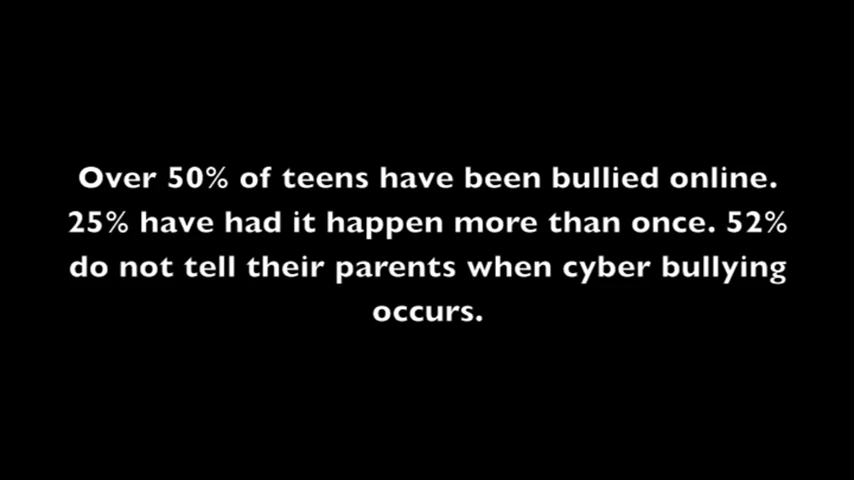 Over 50% of teens have been bullied online.
25% have had it happen more than once. 52%
do not tell their parents when cyber bullying
occurs.